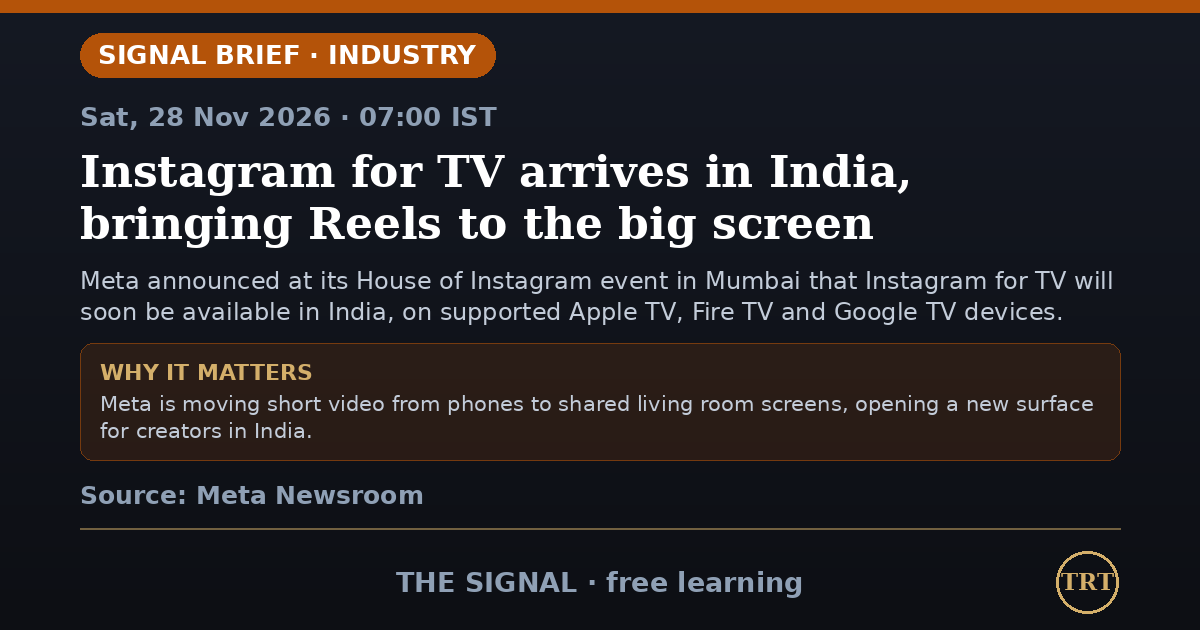 SIGNAL BRIEF · INDUSTRY
Sat, 28 Nov 2026 · 07:00 IST
Instagram for TV arrives in India,
bringing Reels to the big screen
Meta announced at its House of Instagram event in Mumbai that Instagram for TV will
soon be available in India, on supported Apple TV, Fire TV and Google TV devices.
WHY IT MATTERS
Meta is moving short video from phones to shared living room screens, opening a new surface
for creators in India.
Source: Meta Newsroom
THE SIGNAL · free learning
TRT